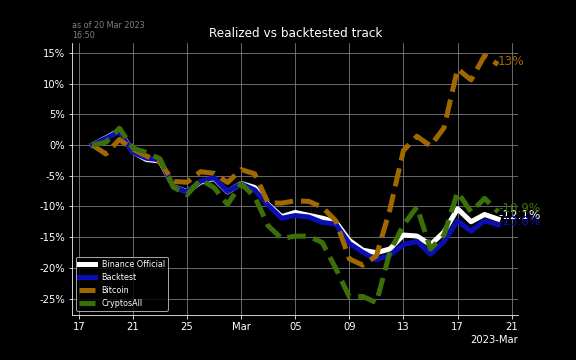 as of 20 Mar 2023
16:50
Realized vs backtested track
15%
10%
5%
0%
-5%
-10%
-15%
-20%
-25%
13%
-10.9%
-12.1%
Binance Official
Backtest
Bitcoin
CryptosAll
17 21 25 Mar 05 09 13 17 21
2023-Mar